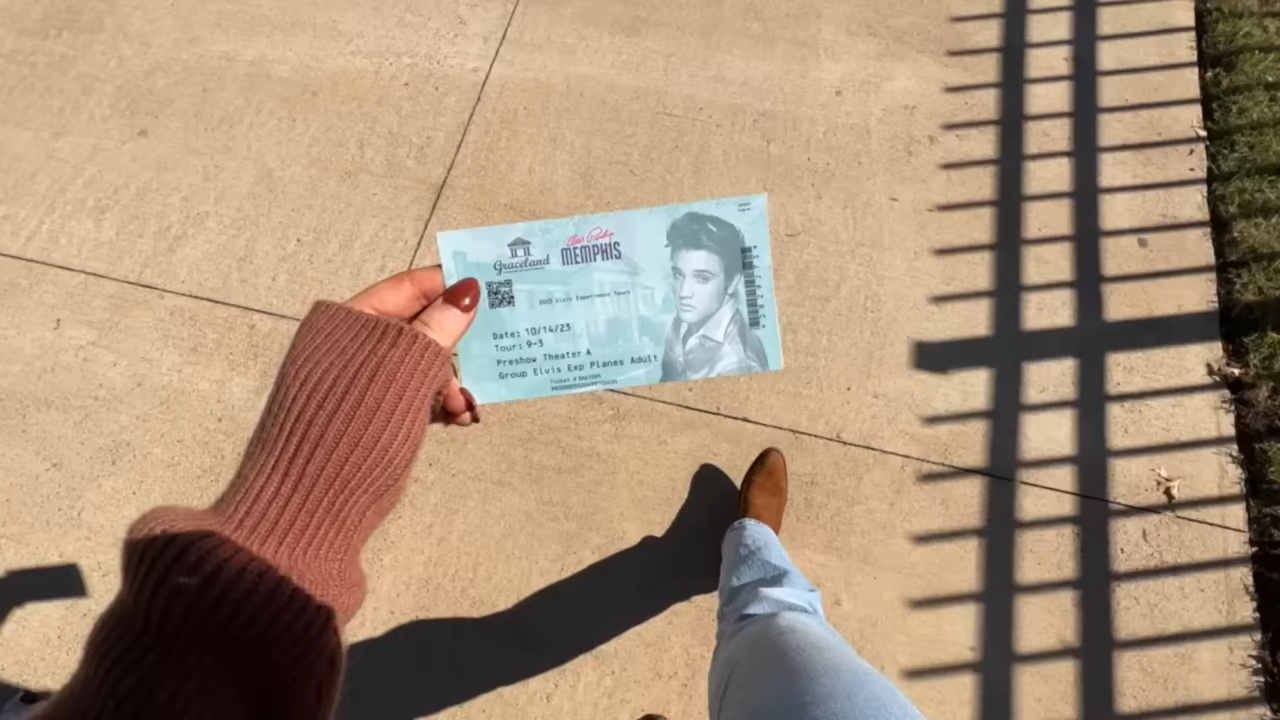 Graceland
Elvis Presley
MEMPHIS
2023 Elvis Experience Tours
Date: 10/14/23
Tour: 9-3
Preshow Theater A
Group Elvis Exp Planes Adult
Ticket #